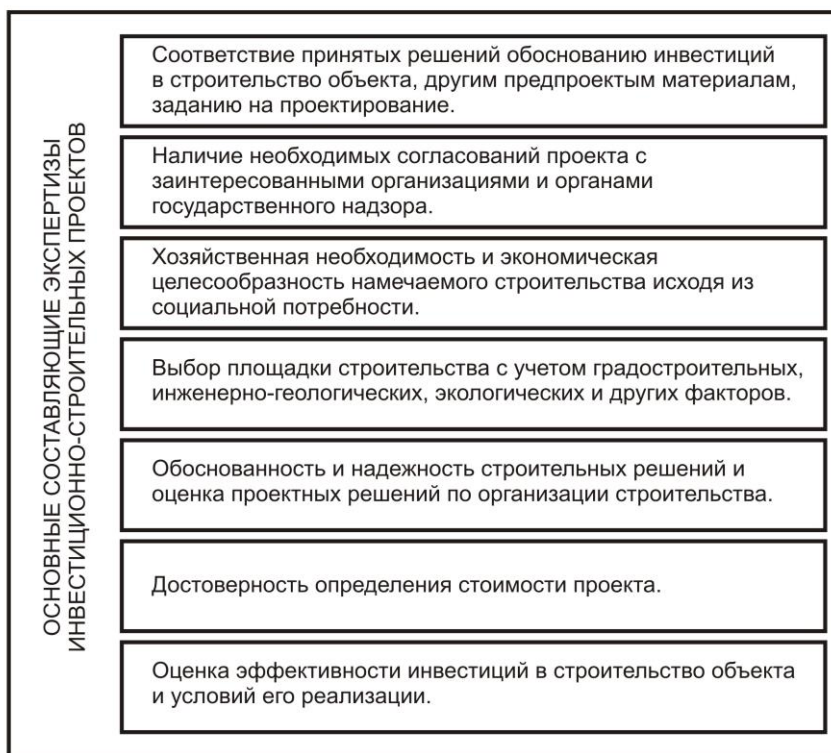 ОСНОВНЫЕ СОСТАВЛЯЮЩИЕ ЭКСПЕРТИЗЫ
ИНВЕСТИЦИОННО-СТРОИТЕЛЬНЫХ ПРОЕКТОВ
Соответствие принятых решений обоснованию инвестиций
в строительство объекта, другим предпроектым материалам,
заданию на проектирование.
Наличие необходимых согласований проекта с
заинтересованными организациями и органами
государственного надзора.
Хозяйственная необходимость и экономическая
целесообразность намечаемого строительства исходя из
социальной потребности.
Выбор площадки строительства с учетом градостроительных,
инженерно-геологических, экологических и других факторов.
Обоснованность и надежность строительных решений и
оценка проектных решений по организации строительства.
Достоверность определения стоимости проекта.
Оценка эффективности инвестиций в строительство объекта
и условий его реализации.